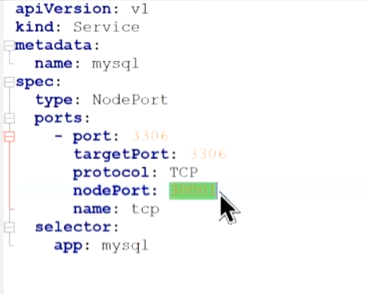 apiVersion: v1
kind: Service
metadata:
  name: mysql
spec:
  type: NodePort
  ports:
    - port: 3306
      targetPort: 3306
      protocol: TCP
      nodePort:
      name: tcp
  selector:
    app: mysql